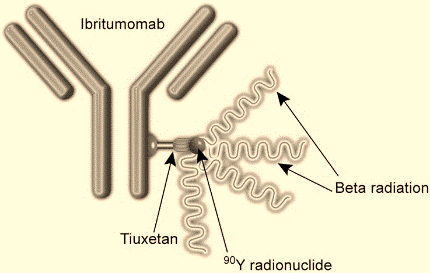 Ibritumomab
Beta radiation
Tiuxetan
⁹⁰Y radionuclide